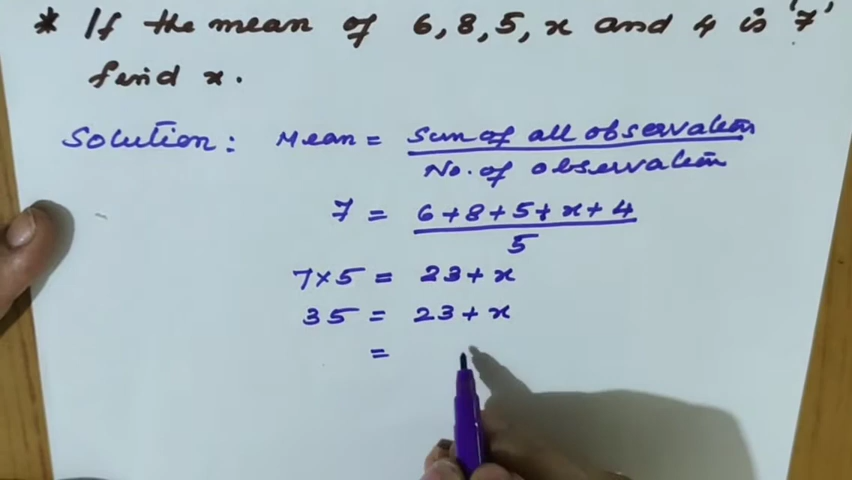 * If the mean of 6, 8, 5, x and 4 is '7'
find x.
Solution: Mean = Sum of all observation
No. of observation
7 = 6+8+5+x+4
5
7×5 = 23+x
35 = 23+x
=